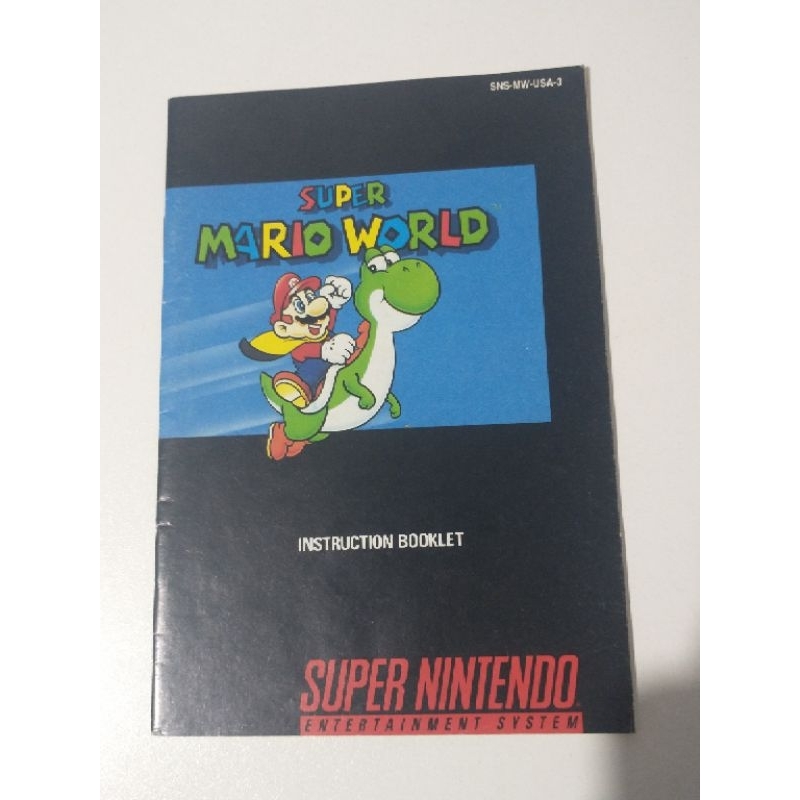 SNS-MW-USA-3
SUPER
MARIO WORLD
M
INSTRUCTION BOOKLET
SUPER NINTENDO
ENTERTAINMENT SYSTEM